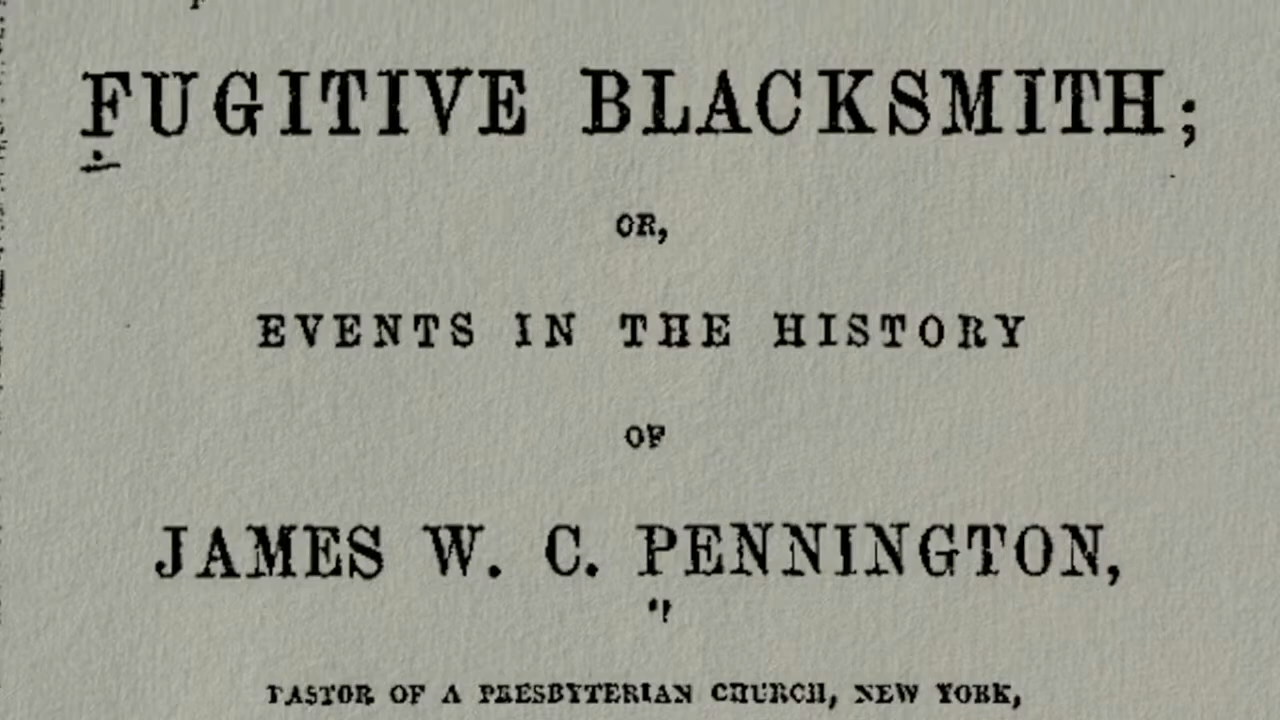 FUGITIVE BLACKSMITH;
OR,
EVENTS IN THE HISTORY
OF
JAMES W. C. PENNINGTON,
PASTOR OF A PRESBYTERIAN CHURCH, NEW YORK,